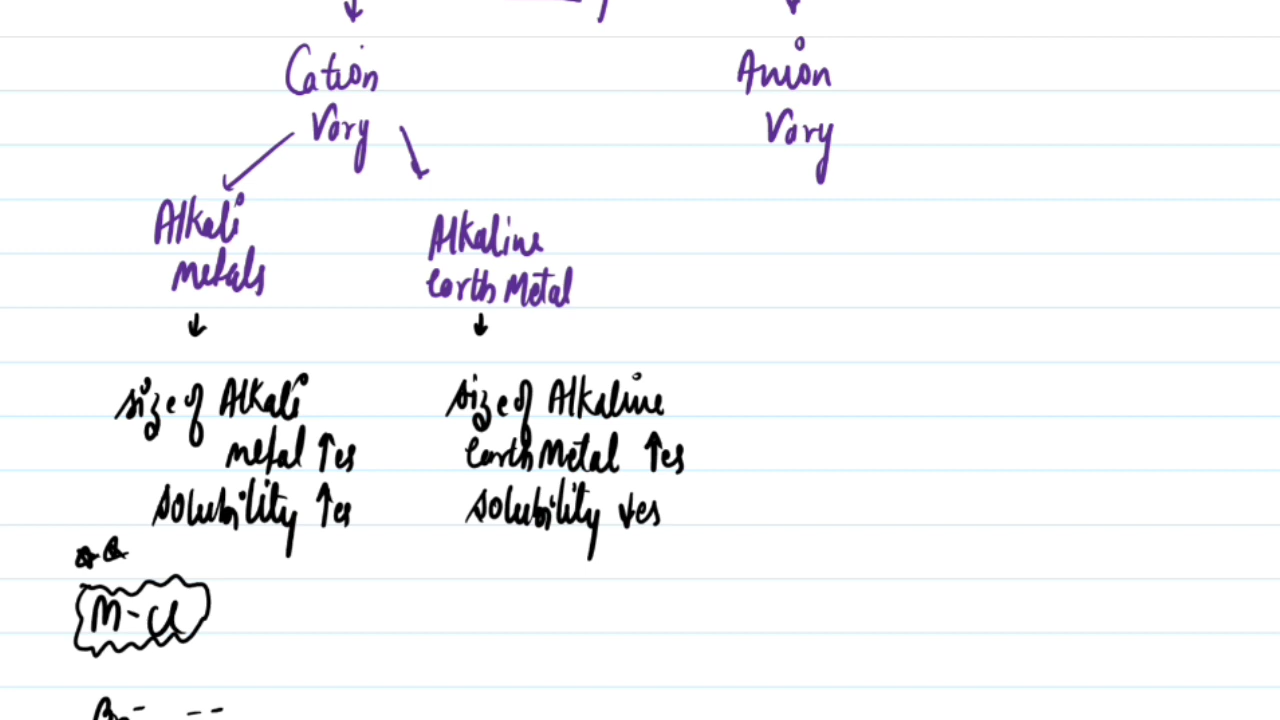 Cation
Vary
Anion
Vary
Alkali
metals
Alkaline
earth Metal
size of Alkali
metal ↑es
solubility ↑es
size of Alkaline
earth Metal ↑es
solubility ↓es
M-Cl